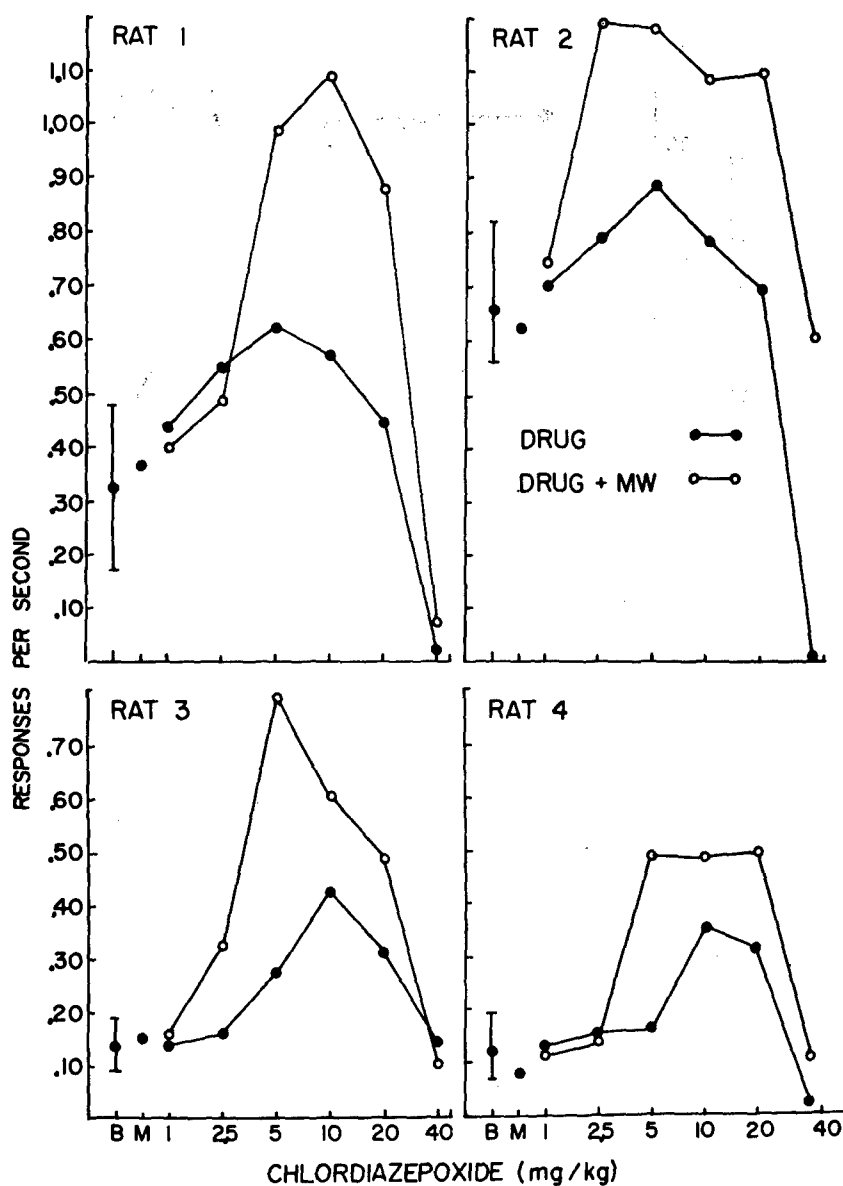 RAT 1
1.10
1.00
.90
.80
.70
.60
.50
.40
.30
.20
.10
RAT 2
DRUG
DRUG + MW
RESPONSES PER SECOND
RAT 3
.70
.60
.50
.40
.30
.20
.10
B M 1 2.5 5 10 20 40
RAT 4
B M 1 2.5 5 10 20 40
CHLORDIAZEPOXIDE (mg/kg)